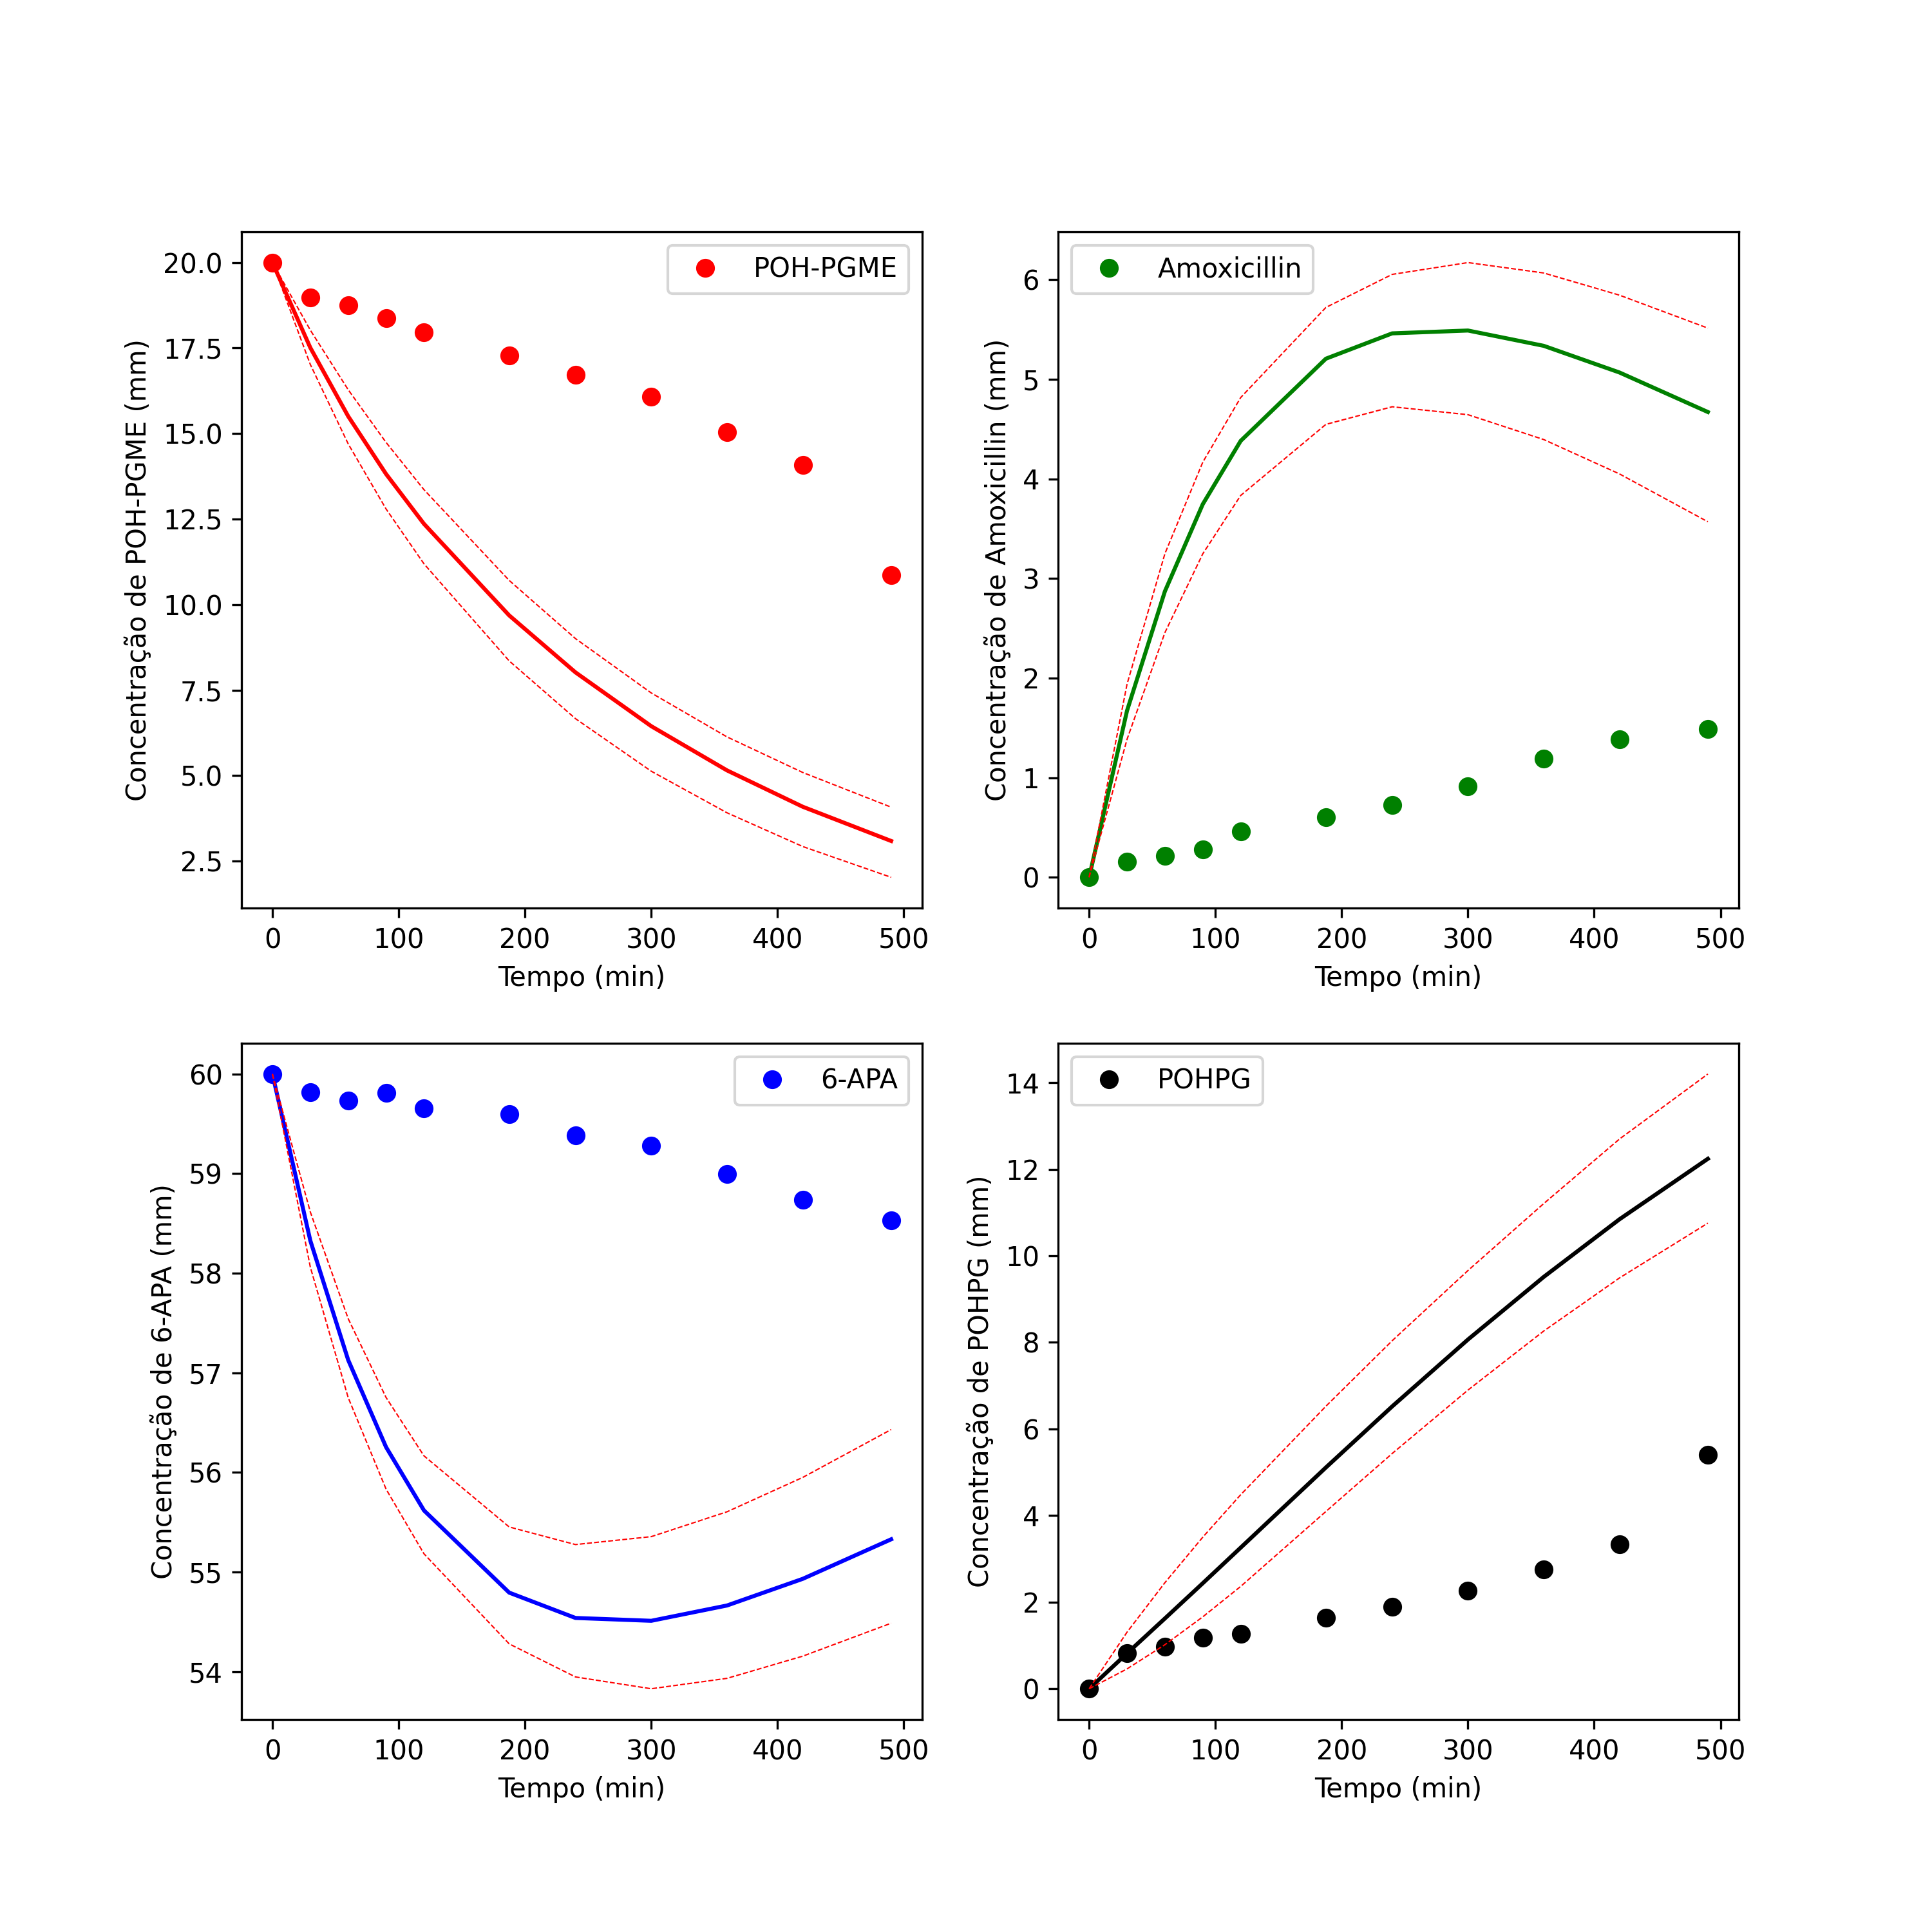 POH-PGME
Concentração de POH-PGME (mm)
20.0
17.5
15.0
12.5
10.0
7.5
5.0
2.5
0 100 200 300 400 500
Tempo (min)
Amoxicillin
Concentração de Amoxicillin (mm)
6
5
4
3
2
1
0
0 100 200 300 400 500
Tempo (min)
6-APA
Concentração de 6-APA (mm)
60
59
58
57
56
55
54
0 100 200 300 400 500
Tempo (min)
POHPG
Concentração de POHPG (mm)
14
12
10
8
6
4
2
0
0 100 200 300 400 500
Tempo (min)